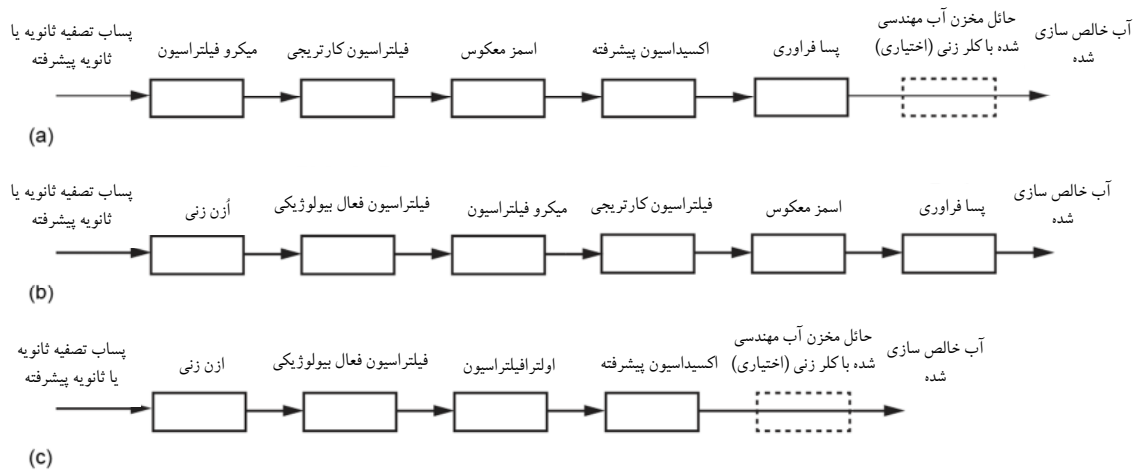 پساب تصفیه ثانویه یا
ثانویه پیشرفته
میکرو فیلتراسیون
فیلتراسیون کارتریجی
اسمز معکوس
اکسیداسیون پیشرفته
پسا فراوری
حائل مخزن آب مهندسی
شده با کلر زنی (اختیاری)
آب خالص سازی
شده
(a)
پساب تصفیه ثانویه یا
ثانویه پیشرفته
اُزن زنی
فیلتراسیون فعال بیولوژیکی
میکرو فیلتراسیون
فیلتراسیون کارتریجی
اسمز معکوس
پسا فراوری
آب خالص سازی
شده
(b)
پساب تصفیه ثانویه
یا ثانویه پیشرفته
ازن زنی
فیلتراسیون فعال بیولوژیکی
اولترافیلتراسیون
اکسیداسیون پیشرفته
حائل مخزن آب مهندسی
شده با کلر زنی (اختیاری)
آب خالص سازی
شده
(c)